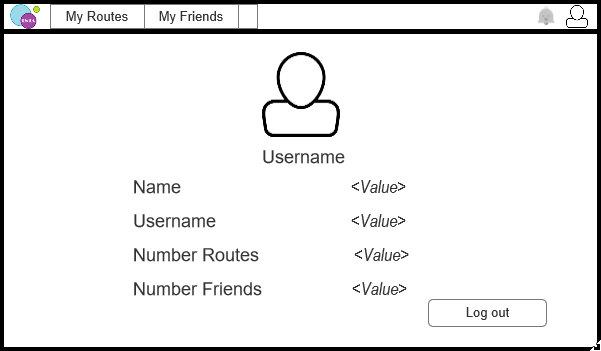 My Routes
My Friends
Username
Name
<Value>
Username
<Value>
Number Routes
<Value>
Number Friends
<Value>
Log out